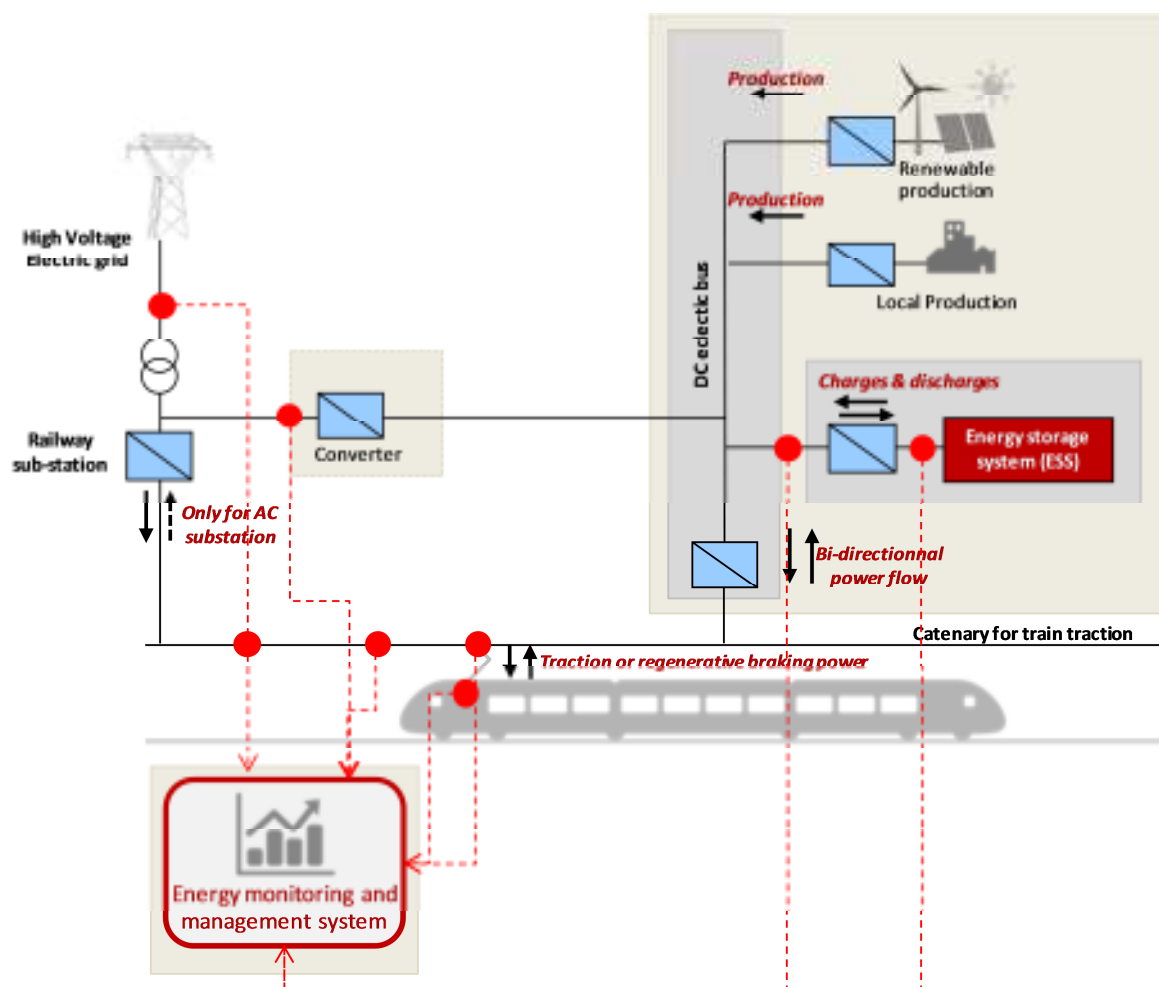 Production
Renewable
production
Production
High Voltage
Electric grid
DC eclectic bus
Local Production
Charges & discharges
Railway
sub-station
Converter
Energy storage
system (ESS)
Only for AC
substation
Bi-directionnal
power flow
Catenary for train traction
Traction or regenerative braking power
Energy monitoring and
management system